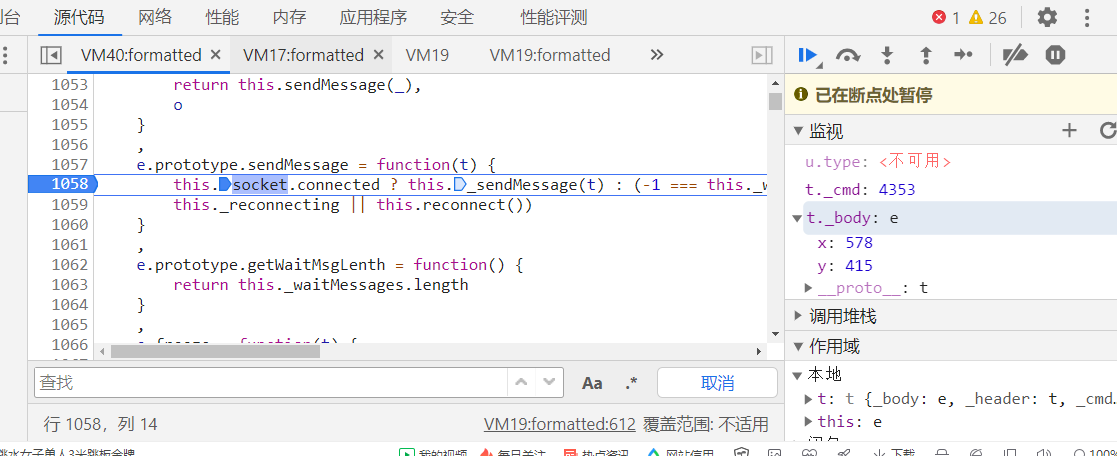 源代码 网络 性能 内存 应用程序 安全 性能评测 1 26
VM40:formatted × VM17:formatted × VM19 VM19:formatted »
1053 return this.sendMessage(_),
1054 o
1055 }
1056 ,
1057 e.prototype.sendMessage = function(t) {
1058 this.socket.connected ? this._sendMessage(t) : (-1 === this._w
1059 this._reconnecting || this.reconnect())
1060 }
1061 ,
1062 e.prototype.getWaitMsgLenth = function() {
1063 return this._waitMessages.length
1064 }
1065 ,
1066
查找 Aa .* 取消
行 1058，列 14 VM19:formatted:612 覆盖范围: 不适用
已在断点处暂停
监视
u.type: <不可用>
t._cmd: 4353
t._body: e
x: 578
y: 415
__proto__: t
调用堆栈
作用域
本地
t: t {_body: e, _header: t, _cmd…
this: e
我的视频 每日关注 热点资讯 网站信用 下载 100%